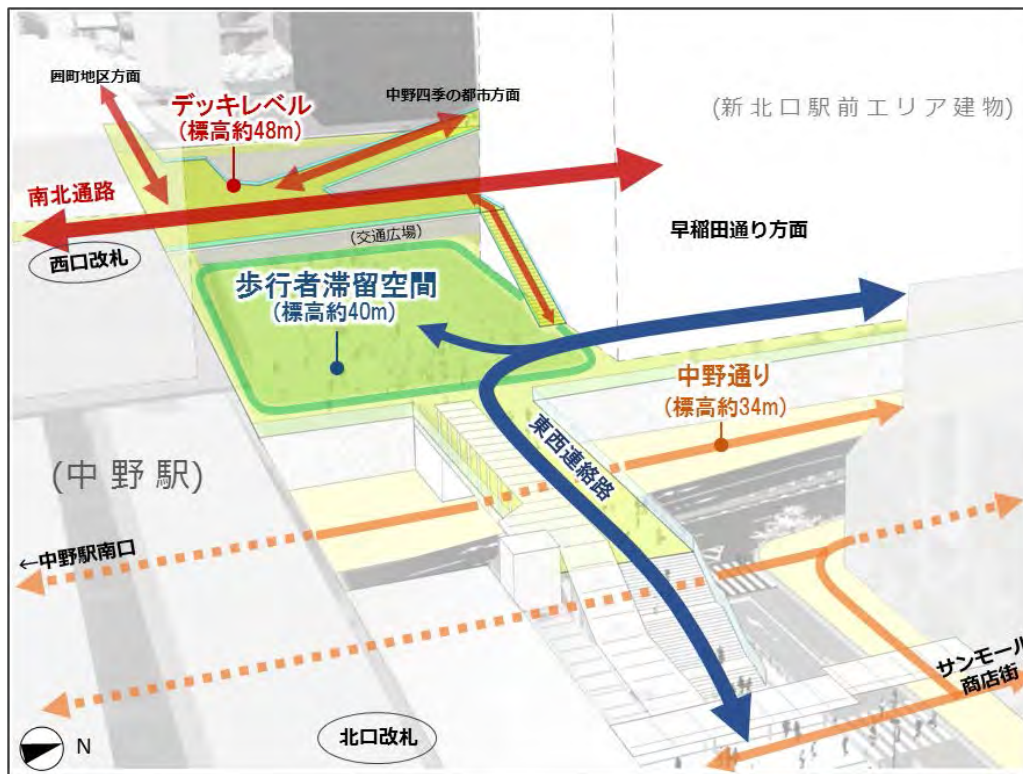 囲町地区方面
デッキレベル
(標高約48m)
中野四季の都市方面
(新北口駅前エリア建物)
南北通路
西口改札
(交通広場)
早稲田通り方面
歩行者滞留空間
(標高約40m)
中野通り
(標高約34m)
東西連絡路
(中野駅)
←中野駅南口
サンモール
商店街
北口改札
N